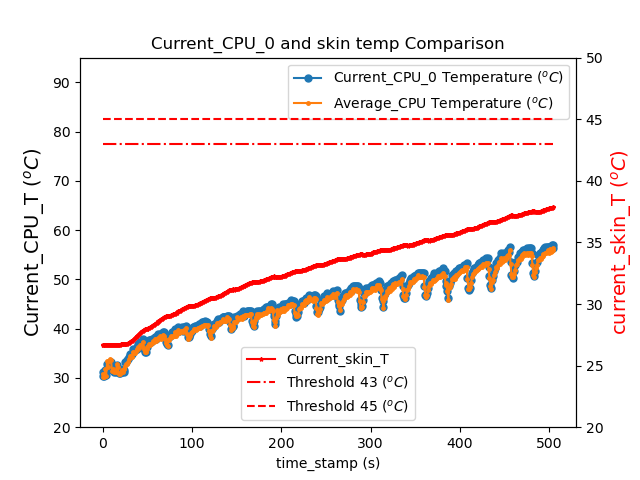 Current_CPU_0 and skin temp Comparison
Current_CPU_T (°C)
90
80
70
60
50
40
30
20
Current_CPU_0 Temperature (°C)
Average_CPU Temperature (°C)
Current_skin_T
Threshold 43 (°C)
Threshold 45 (°C)
50
45
40
35
30
25
20
current_skin_T (°C)
0 100 200 300 400 500
time_stamp (s)